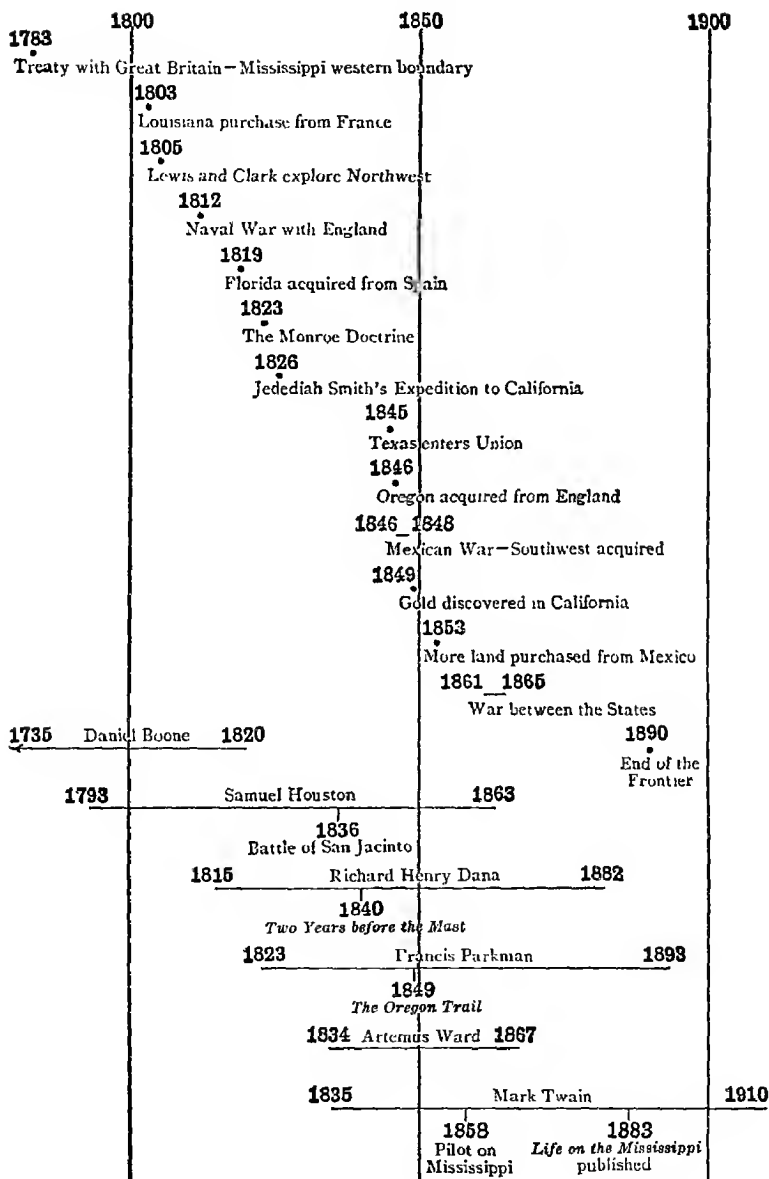 1800 1850 1900
1783
Treaty with Great Britain—Mississippi western boundary
1803
Louisiana purchase from France
1805
Lewis and Clark explore Northwest
1812
Naval War with England
1819
Florida acquired from Spain
1823
The Monroe Doctrine
1826
Jedediah Smith's Expedition to California
1845
Texas enters Union
1846
Oregon acquired from England
1846–1848
Mexican War—Southwest acquired
1849
Gold discovered in California
1853
More land purchased from Mexico
1861–1865
War between the States
1735 Daniel Boone 1820
1890
End of the
Frontier
1793 Samuel Houston 1863
1836
Battle of San Jacinto
1815 Richard Henry Dana 1882
1840
Two Years before the Mast
1823 Francis Parkman 1893
1849
The Oregon Trail
1834 Artemus Ward 1867
1835 Mark Twain 1910
1858
Pilot on
Mississippi
1883
Life on the Mississippi
published